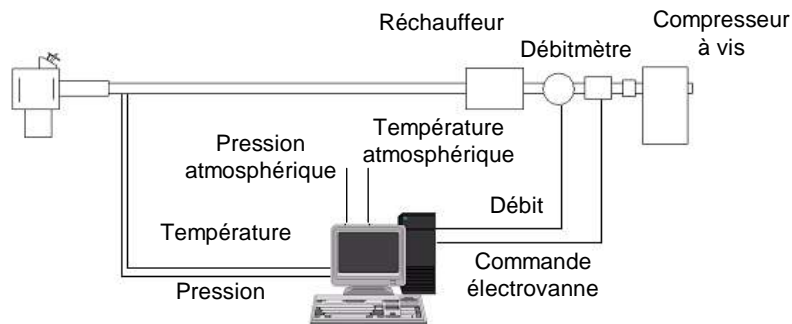 Réchauffeur
Débitmètre
Compresseur
à vis
Pression
atmosphérique
Température
atmosphérique
Débit
Température
Commande
électrovanne
Pression